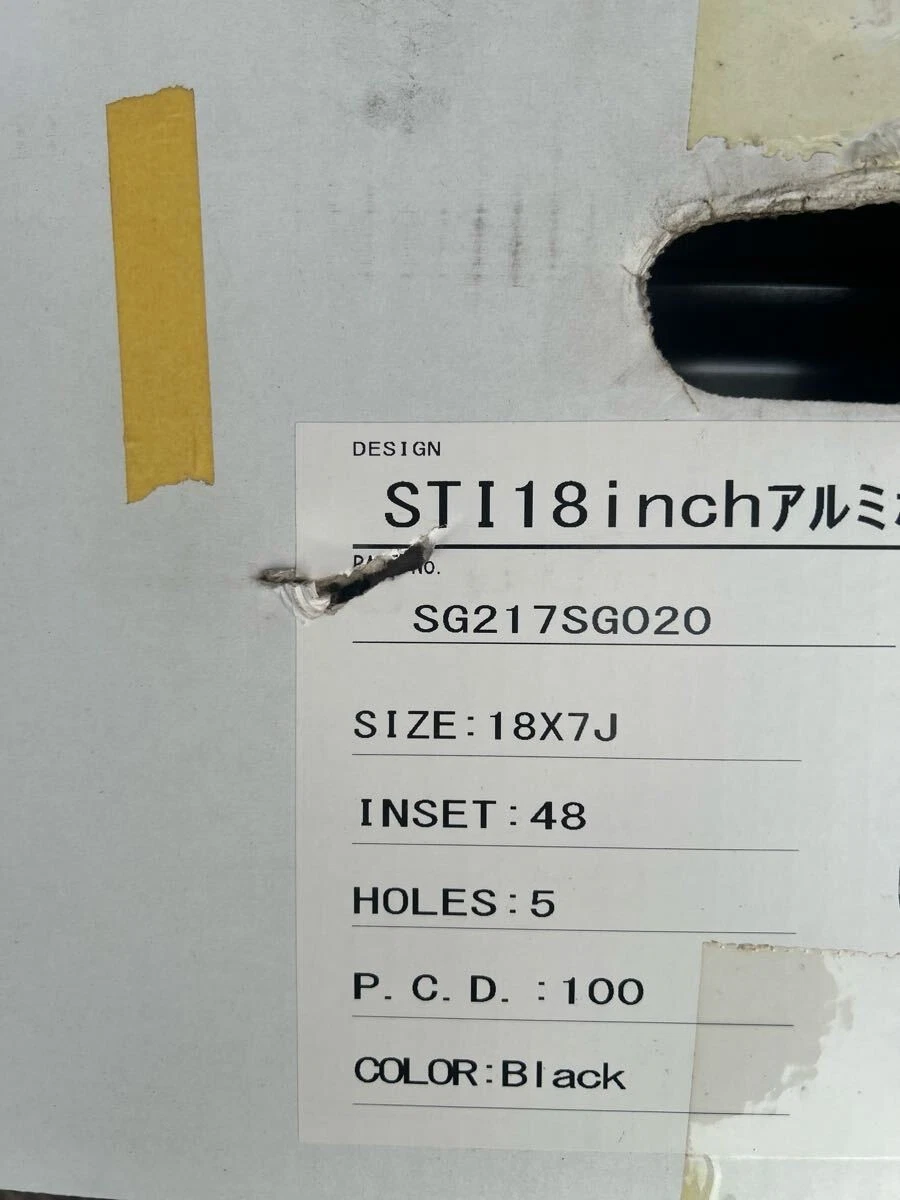 DESIGN
STI18inchアルミ
NO.
SG217SG020
SIZE:18X7J
INSET:48
HOLES:5
P.C.D.:100
COLOR:Black